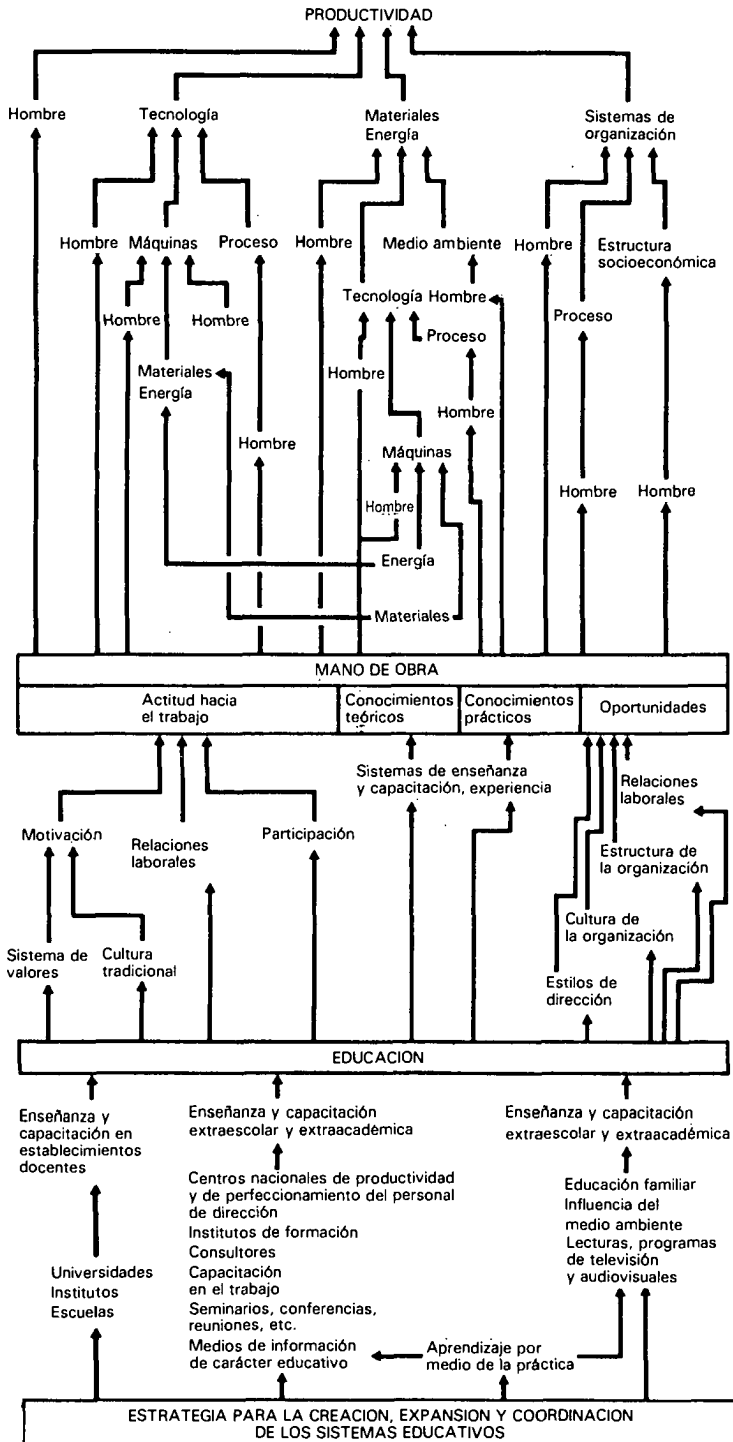 PRODUCTIVIDAD
Hombre
Tecnología
Materiales
Energía
Sistemas de
organización
Hombre
Máquinas
Proceso
Hombre
Medio ambiente
Hombre
Estructura
socioeconómica
Tecnología
Hombre
Hombre
Hombre
Proceso
Proceso
Materiales
Energía
Hombre
Hombre
Hombre
Máquinas
Hombre
Hombre
Hombre
Energía
Materiales
MANO DE OBRA
Actitud hacia
el trabajo
Conocimientos
teóricos
Conocimientos
prácticos
Oportunidades
Sistemas de enseñanza
y capacitación, experiencia
Relaciones
laborales
Motivación
Relaciones
laborales
Participación
Estructura de
la organización
Cultura de
la organización
Sistema de
valores
Cultura
tradicional
Estilos de
dirección
EDUCACION
Enseñanza y
capacitación en
establecimientos
docentes
Enseñanza y capacitación
extraescolar y extraacadémica
Enseñanza y capacitación
extraescolar y extraacadémica
Centros nacionales de productividad
y de perfeccionamiento del personal
de dirección
Institutos de formación
Consultores
Capacitación
en el trabajo
Seminarios, conferencias,
reuniones, etc.
Medios de información
de carácter educativo
Educación familiar
Influencia del
medio ambiente
Lecturas, programas
de televisión
y audiovisuales
Universidades
Institutos
Escuelas
Aprendizaje por
medio de la práctica
ESTRATEGIA PARA LA CREACION, EXPANSION Y COORDINACION
DE LOS SISTEMAS EDUCATIVOS